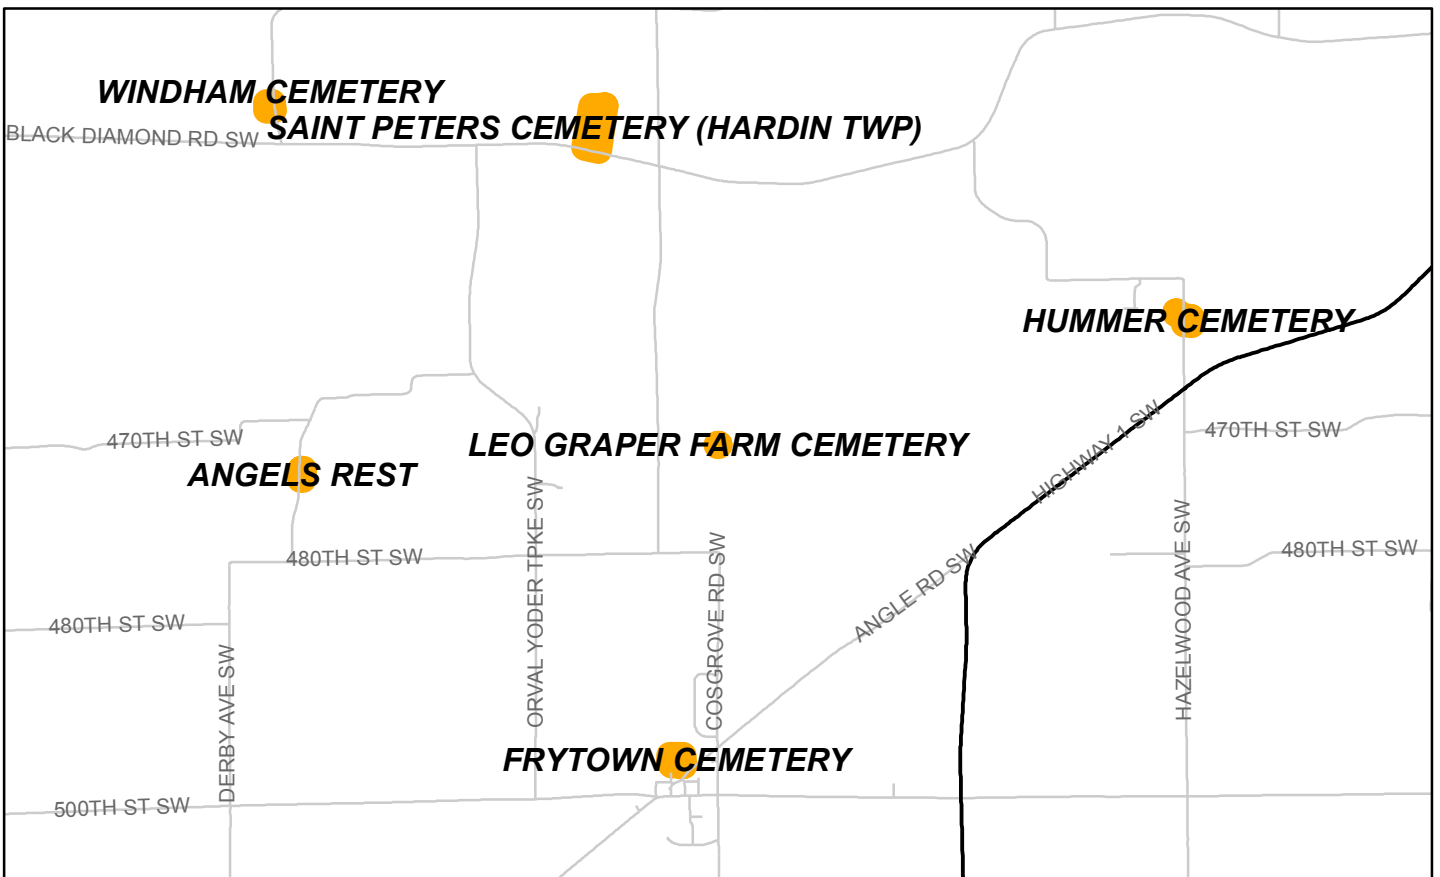 WINDHAM CEMETERY
SAINT PETERS CEMETERY (HARDIN TWP)
BLACK DIAMOND RD SW
HUMMER CEMETERY
HIGHWAY 1 SW
470TH ST SW
470TH ST SW
LEO GRAPER FARM CEMETERY
ANGELS REST
ORVAL YODER TPKE SW
COSGROVE RD SW
HAZELWOOD AVE SW
480TH ST SW
480TH ST SW
ANGLE RD SW
480TH ST SW
DERBY AVE SW
FRYTOWN CEMETERY
500TH ST SW